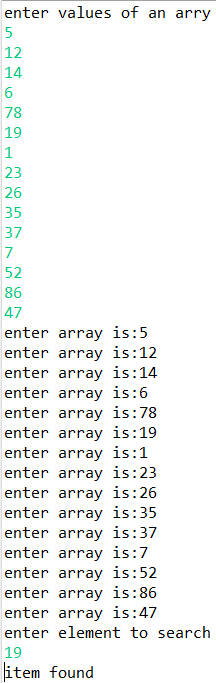 enter values of an arry
5
12
14
6
78
19
1
23
26
35
37
7
52
86
47
enter array is:5
enter array is:12
enter array is:14
enter array is:6
enter array is:78
enter array is:19
enter array is:1
enter array is:23
enter array is:26
enter array is:35
enter array is:37
enter array is:7
enter array is:52
enter array is:86
enter array is:47
enter element to search
19
item found